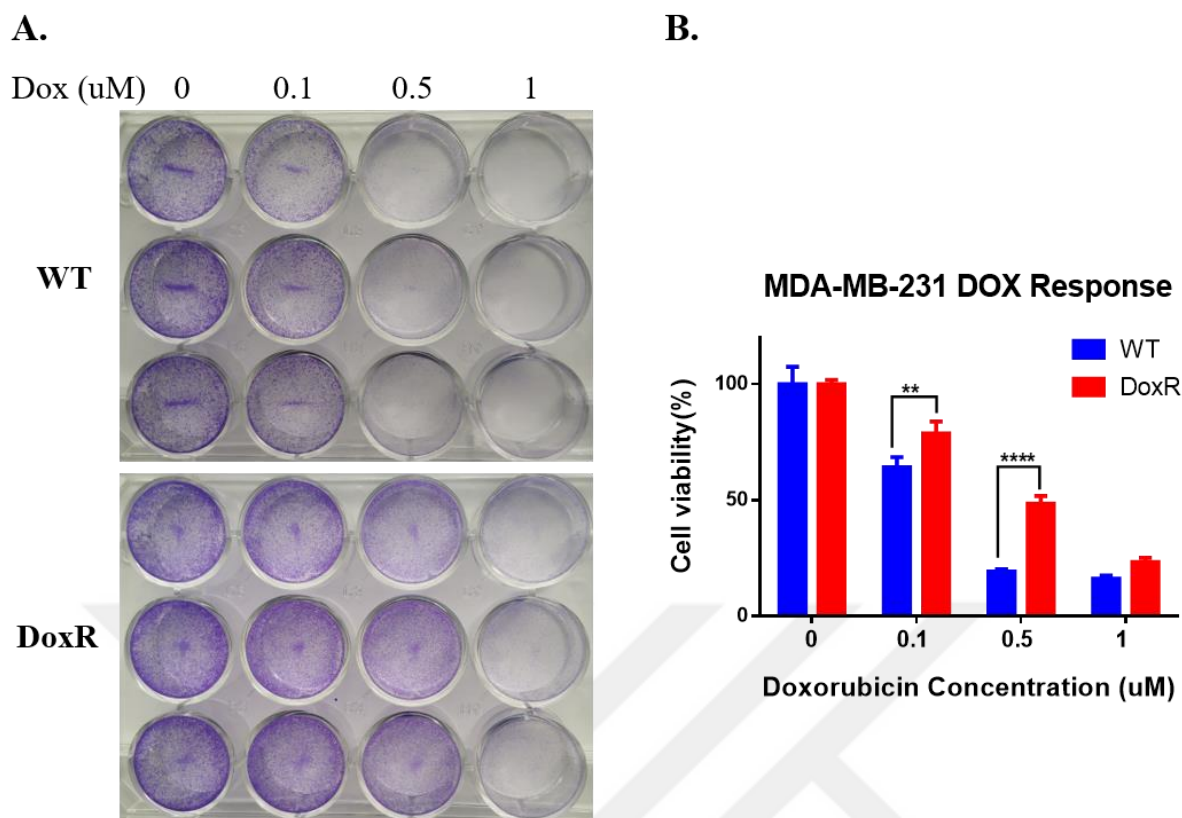 A.
Dox (uM) 0 0.1 0.5 1
WT
DoxR
B.
MDA-MB-231 DOX Response
WT
DoxR
Cell viability(%)
100
50
0
**
****
0 0.1 0.5 1
Doxorubicin Concentration (uM)